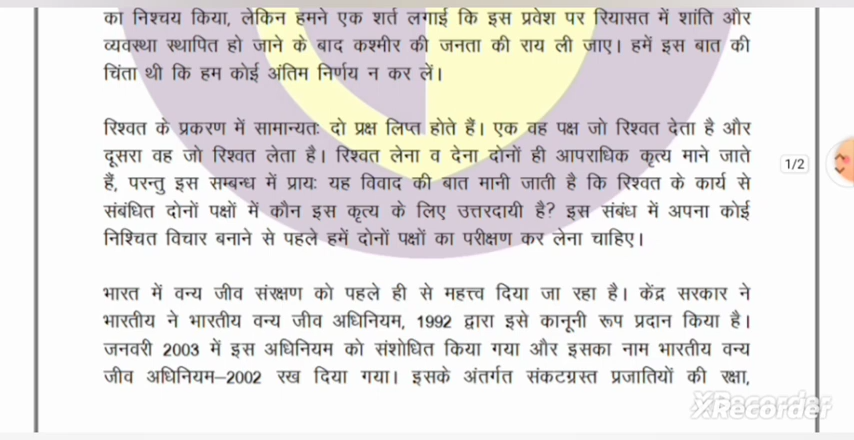 का निश्चय किया, लेकिन हमने एक शर्त लगाई कि इस प्रवेश पर रियासत में शांति और
व्यवस्था स्थापित हो जाने के बाद कश्मीर की जनता की राय ली जाए। हमें इस बात की
चिंता थी कि हम कोई अंतिम निर्णय न कर लें।
रिश्वत के प्रकरण में सामान्यतः दो प्रक्ष लिप्त होते हैं। एक वह पक्ष जो रिश्वत देता है और
दूसरा वह जो रिश्वत लेता है। रिश्वत लेना व देना दोनों ही आपराधिक कृत्य माने जाते
हैं, परन्तु इस सम्बन्ध में प्रायः यह विवाद की बात मानी जाती है कि रिश्वत के कार्य से
संबंधित दोनों पक्षों में कौन इस कृत्य के लिए उत्तरदायी है? इस संबंध में अपना कोई
निश्चित विचार बनाने से पहले हमें दोनों पक्षों का परीक्षण कर लेना चाहिए।
1/2
भारत में वन्य जीव संरक्षण को पहले ही से महत्त्व दिया जा रहा है। केंद्र सरकार ने
भारतीय ने भारतीय वन्य जीव अधिनियम, 1992 द्वारा इसे कानूनी रूप प्रदान किया है।
जनवरी 2003 में इस अधिनियम को संशोधित किया गया और इसका नाम भारतीय वन्य
जीव अधिनियम–2002 रख दिया गया। इसके अंतर्गत संकटग्रस्त प्रजातियों की रक्षा,
XRecorder